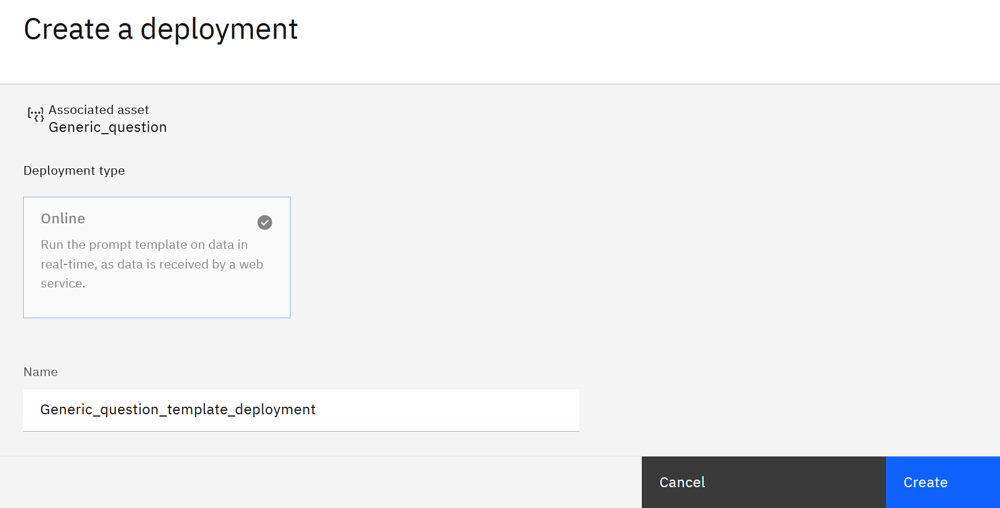 Create a deployment
Associated asset
Generic_question
Deployment type
Online
Run the prompt template on data in
real-time, as data is received by a web
service.
Name
Generic_question_template_deployment
Cancel
Create